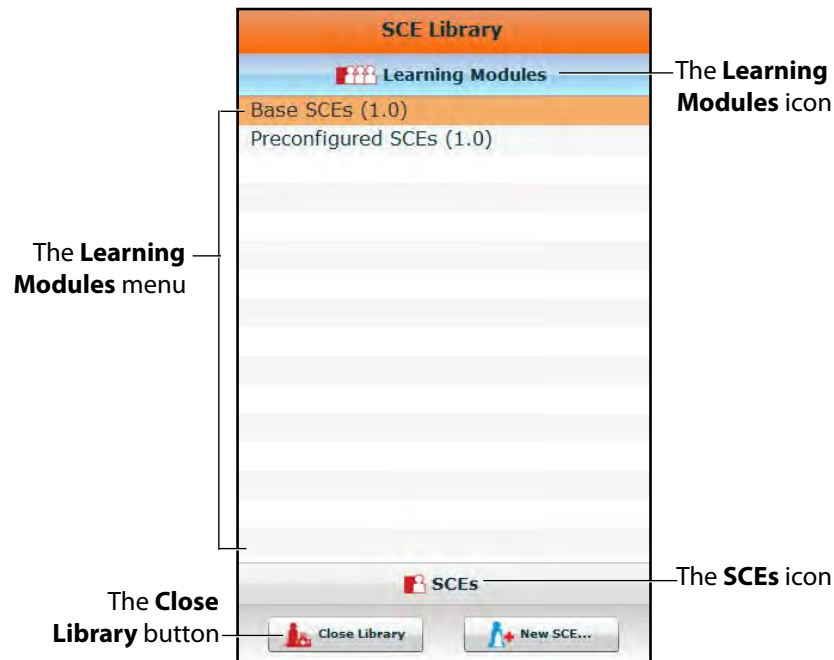 SCE Library
Learning Modules
The Learning
Modules icon
Base SCEs (1.0)
Preconfigured SCEs (1.0)
The Learning
Modules menu
SCEs
The SCEs icon
The Close
Library button
Close Library
New SCE...